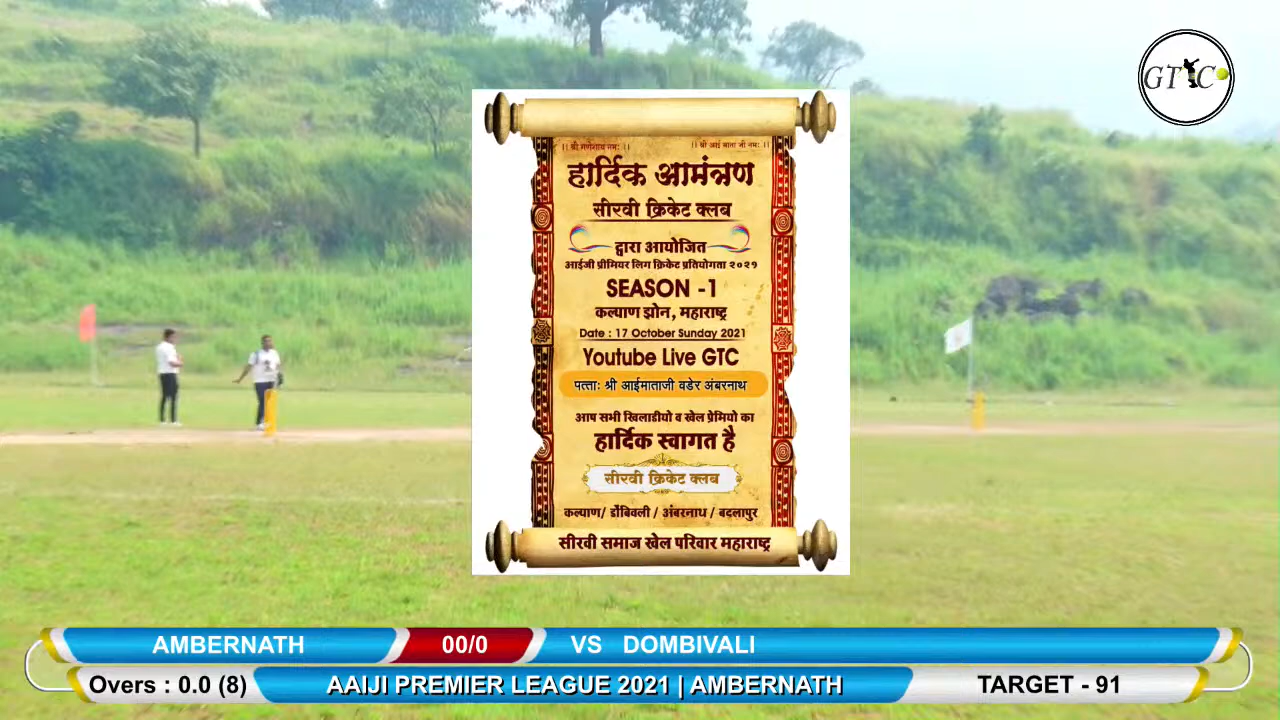 GTC
|| श्री गणेशाय नमः ||
|| श्री आई माता जी नमः ||
हार्दिक आमंत्रण
सीरवी क्रिकेट क्लब
द्वारा आयोजित
आईजी प्रीमियर लिग क्रिकेट प्रतियोगता २०२१
SEASON -1
कल्याण झोन, महाराष्ट्र
Date : 17 October Sunday 2021
Youtube Live GTC
पत्ताः श्री आईमाताजी वडेर अंबरनाथ
आप सभी खिलाडीयो व खेल प्रेमियो का
हार्दिक स्वागत है
सीरवी क्रिकेट क्लब
कल्याण/ डोंबिवली / अंबरनाथ / बदलापुर
सीरवी समाज खेल परिवार महाराष्ट्र
AMBERNATH 00/0 VS DOMBIVALI
Overs : 0.0 (8) AAIJI PREMIER LEAGUE 2021 | AMBERNATH TARGET - 91